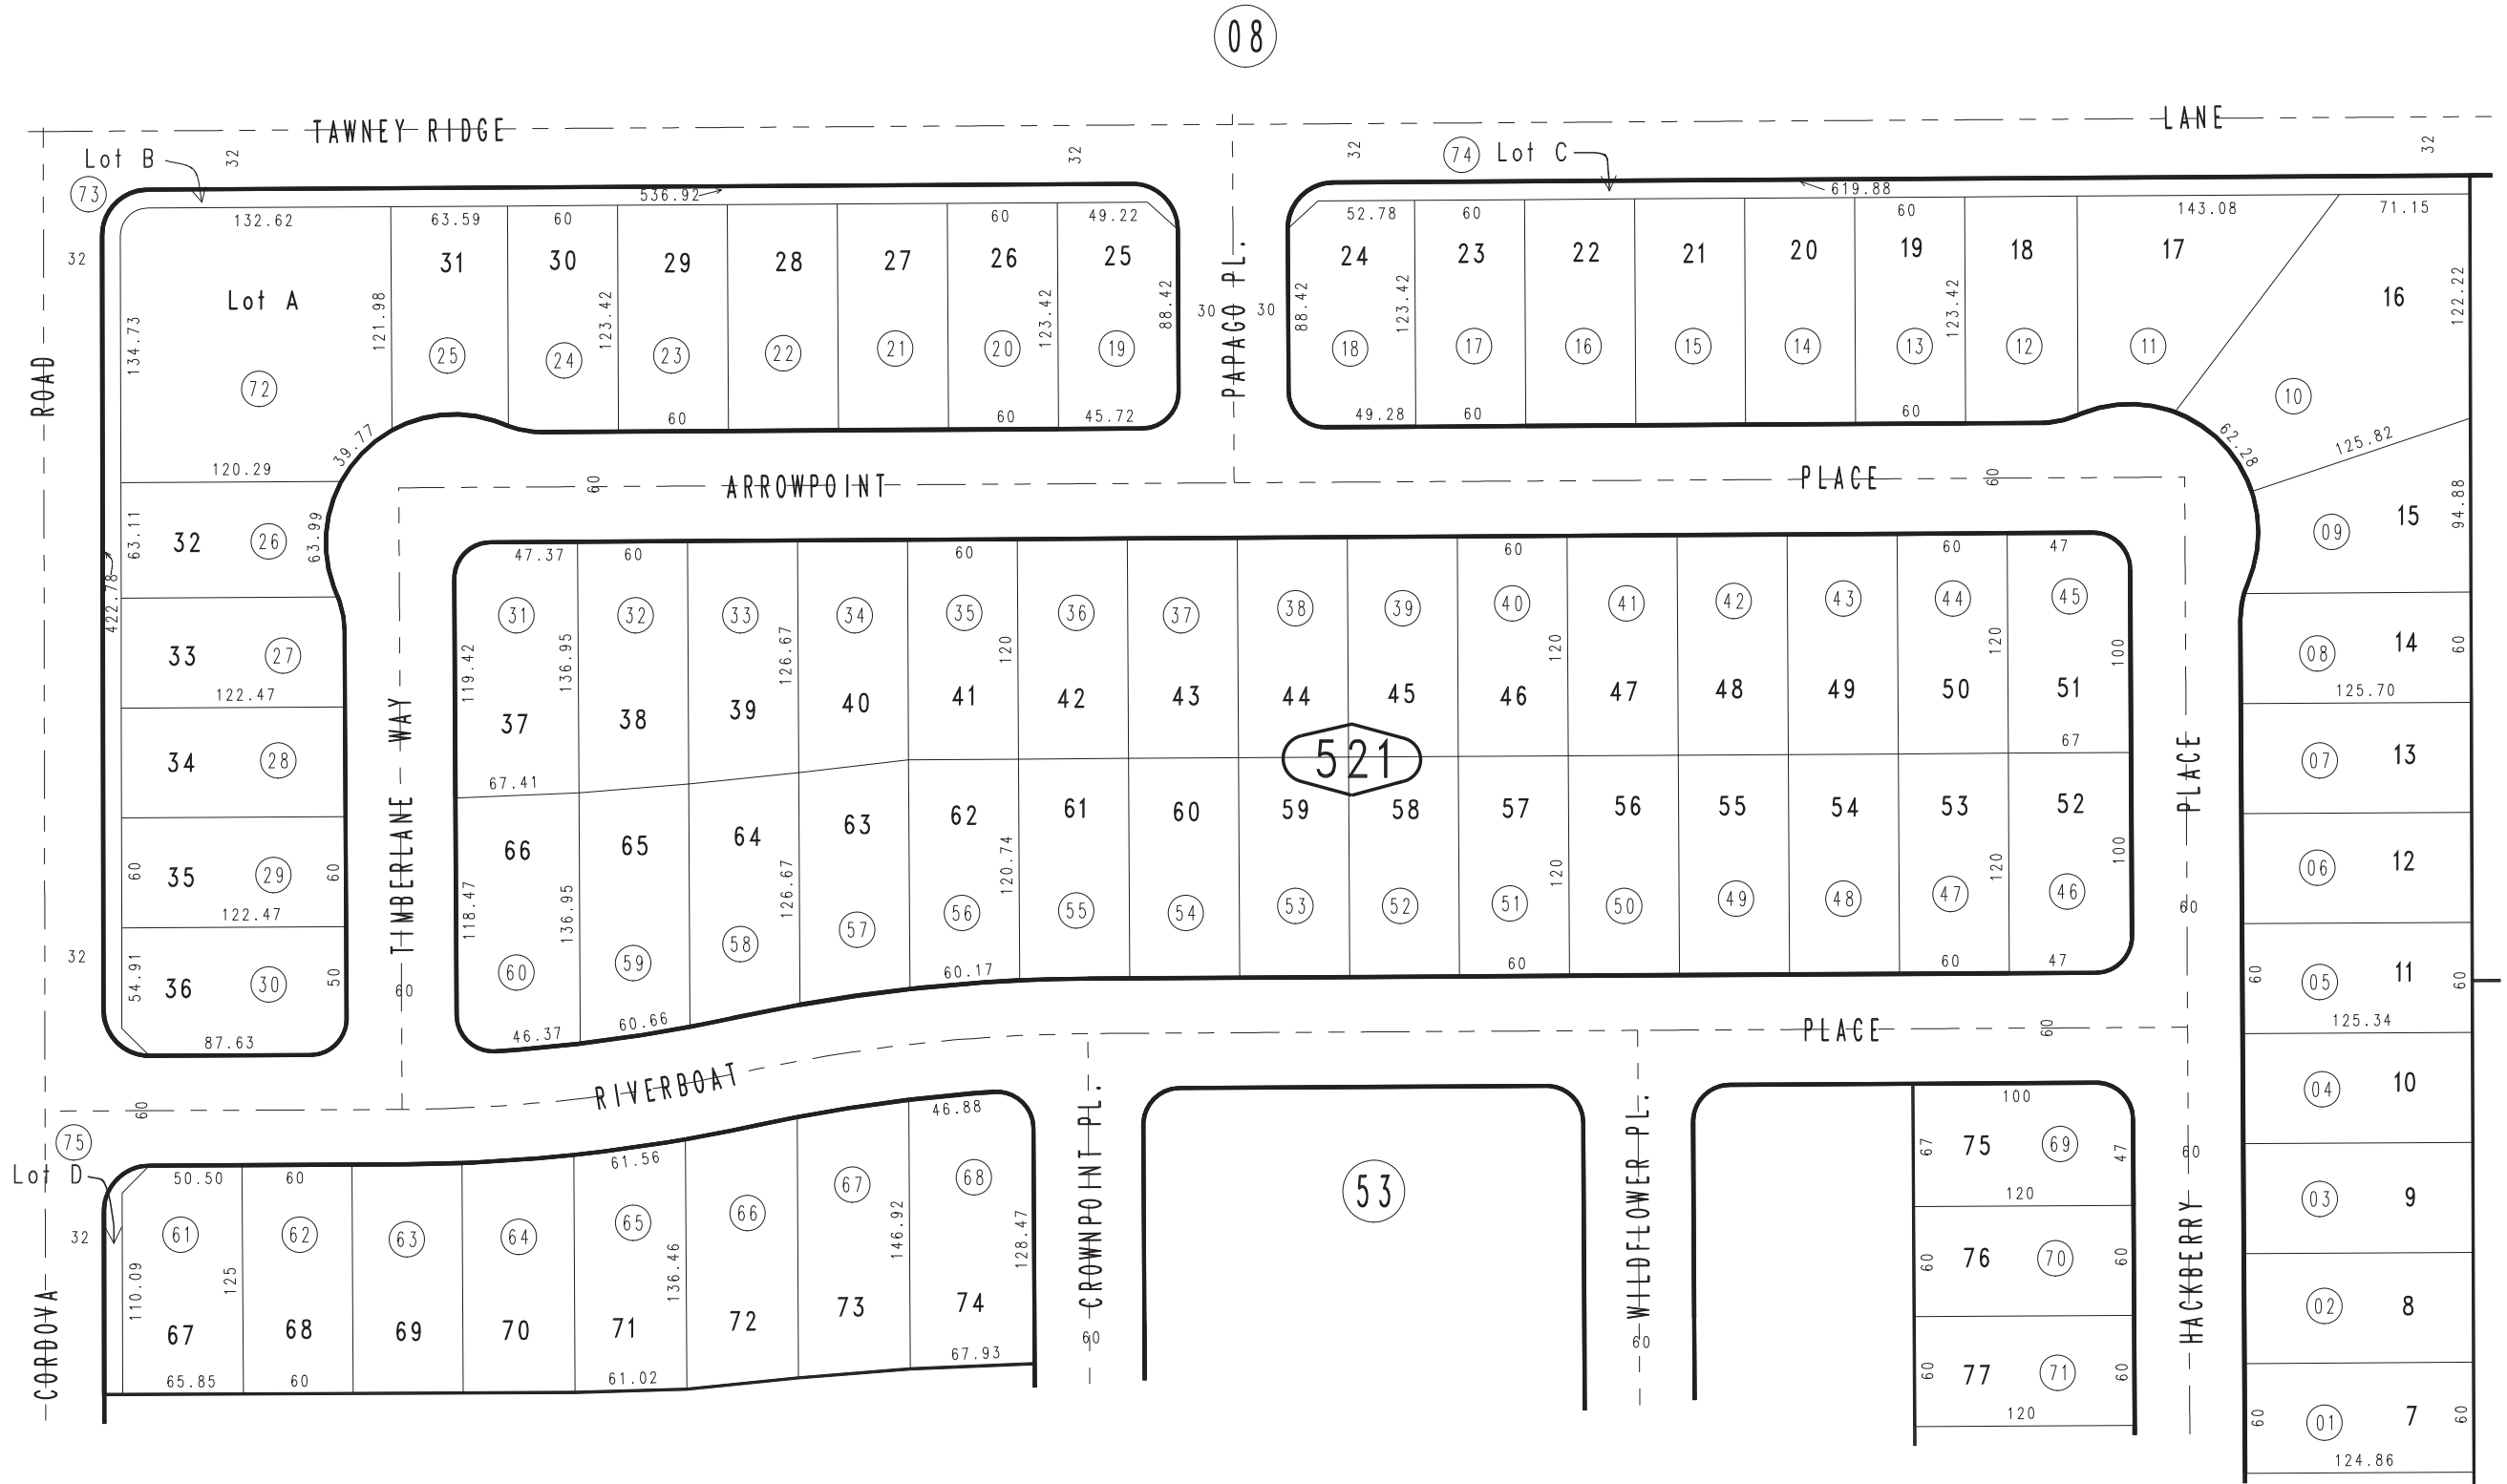 08
TAWNEY RIDGE LANE
32 32 32 32
Lot B
73
74 Lot C
536.92
619.88
132.62 63.59 60 60 49.22
52.78 60 60 143.08 71.15
32
31 30 29 28 27 26 25
24 23 22 21 20 19 18 17 16
Lot A
134.73 121.98 123.42 123.42 88.42
30 PAPAGO PL. 30
88.42 123.42 123.42 122.22
72 25 24 23 22 21 20 19
18 17 16 15 14 13 12 11 10
60 60 45.72
49.28 60 60
39.77
62.28
125.82
120.29
ROAD
60 ARROWPOINT PLACE 60
63.11 32 26 63.99
422.78
15 09 94.88
47.37 60 60 60 60 47
31 32 33 34 35 36 37 38 39 40 41 42 43 44 45
119.42 136.95 126.67 120 120 120 100
33 27
122.47
08 14 60
125.70
37 38 39 40 41 42 43 44 45 46 47 48 49 50 51
67
67.41
TIMBERLANE WAY
34 28
521
07 13
66 65 64 63 62 61 60 59 58 57 56 55 54 53 52
118.47 136.95 126.67 120.74 120 120 100
60 35 29 60
122.47
06 12
60 59 58 57 56 55 54 53 52 51 50 49 48 47 46
60
32
54.91 36 30 50
60
87.63
60.17 60 60 47
46.37 60.66
60 05 11 60
125.34
RIVERBOAT PLACE
60
60
04 10
75
Lot D
50.50 60 61.56 46.88
100
67 75 69 47
120
60
32
61 62 63 64 65 66 67 68
110.09 125 136.46 146.92 128.47
CROWNPOINT PL.
60
53
WILDFLOWER PL.
60
60 76 70 60
03 9
HACKBERRY PLACE
67 68 69 70 71 72 73 74
02 8
65.85 60 61.02 67.93
60 77 71 60
120
CORDOVA
60 01 7 60
124.86